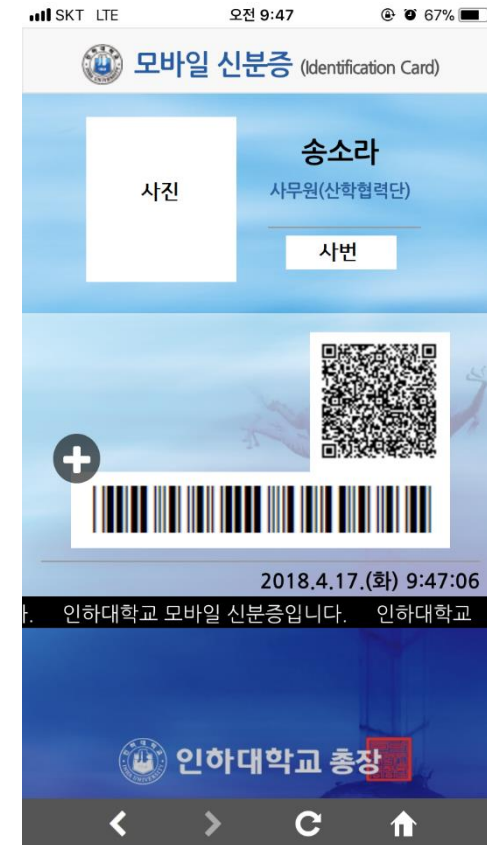 SKT LTE 오전 9:47 67%
모바일 신분증 (Identification Card)
사진
송소라
사무원(산학협력단)
사번
2018.4.17.(화) 9:47:06
. 인하대학교 모바일 신분증입니다. 인하대학교
인하대학교 총장